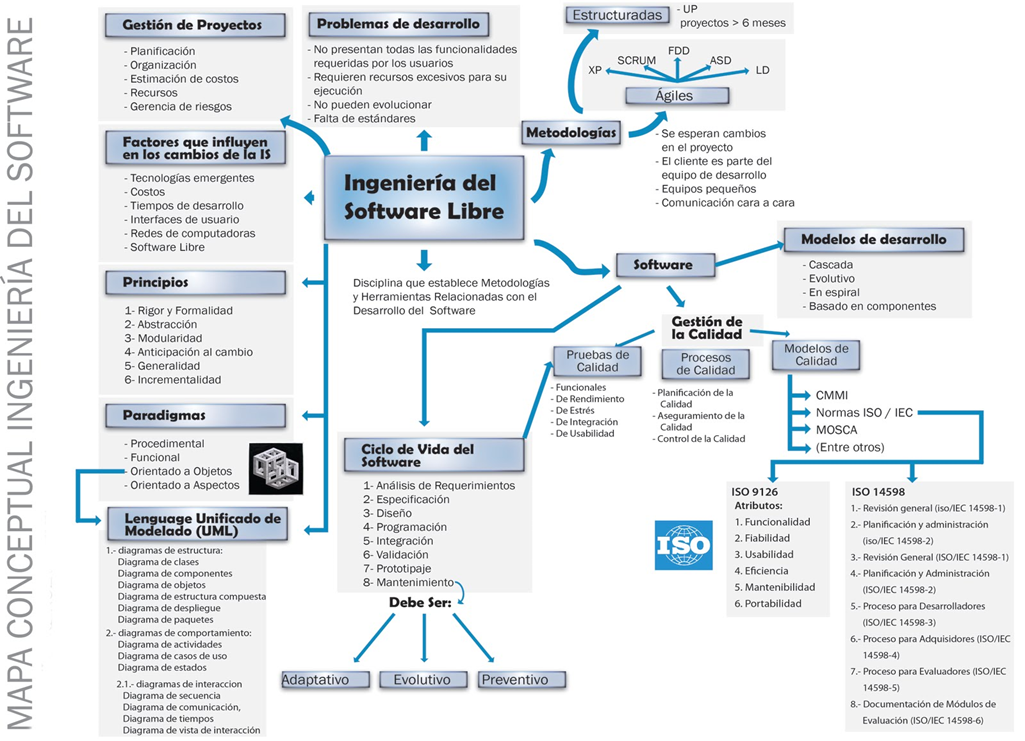 MAPA CONCEPTUAL INGENIERÍA DEL SOFTWARE
Gestión de Proyectos
- Planificación
- Organización
- Estimación de costos
- Recursos
- Gerencia de riesgos
Problemas de desarrollo
- No presentan todas las funcionalidades
requeridas por los usuarios
- Requieren recursos excesivos para su
ejecución
- No pueden evolucionar
- Falta de estándares
Estructuradas
- UP
proyectos > 6 meses
XP
SCRUM
FDD
ASD
LD
Ágiles
Metodologías
- Se esperan cambios
en el proyecto
- El cliente es parte del
equipo de desarrollo
- Equipos pequeños
- Comunicación cara a cara
Factores que influyen
en los cambios de la IS
- Tecnologías emergentes
- Costos
- Tiempos de desarrollo
- Interfaces de usuario
- Redes de computadoras
- Software Libre
Ingeniería del
Software Libre
Disciplina que establece Metodologías
y Herramientas Relacionadas con el
Desarrollo del Software
Software
Modelos de desarrollo
- Cascada
- Evolutivo
- En espiral
- Basado en componentes
Principios
1- Rigor y Formalidad
2- Abstracción
3- Modularidad
4- Anticipación al cambio
5- Generalidad
6- Incrementalidad
Gestión de
la Calidad
Pruebas de
Calidad
- Funcionales
- De Rendimiento
- De Estrés
- De Integración
- De Usabilidad
Procesos
de Calidad
- Planificación de la
Calidad
- Aseguramiento de la
Calidad
- Control de la Calidad
Modelos de
Calidad
CMMI
Normas ISO / IEC
MOSCA
(Entre otros)
Paradigmas
- Procedimental
- Funcional
- Orientado a Objetos
- Orientado a Aspectos
Ciclo de Vida del
Software
1- Análisis de Requerimientos
2- Especificación
3- Diseño
4- Programación
5- Integración
6- Validación
7- Prototipaje
8- Mantenimiento
Debe Ser:
Adaptativo
Evolutivo
Preventivo
Lenguage Unificado de
Modelado (UML)
1.- diagramas de estructura:
Diagrama de clases
Diagrama de componentes
Diagrama de objetos
Diagrama de estructura compuesta
Diagrama de despliegue
Diagrama de paquetes
2.- diagramas de comportamiento:
Diagrama de actividades
Diagrama de casos de uso
Diagrama de estados
2.1.- diagramas de interaccion
Diagrama de secuencia
Diagrama de comunicación,
Diagrama de tiempos
Diagrama de vista de interacción
ISO
ISO 9126
Atributos:
1. Funcionalidad
2. Fiabilidad
3. Usabilidad
4. Eficiencia
5. Mantenibilidad
6. Portabilidad
ISO 14598
1.- Revisión general (iso/IEC 14598-1)
2.- Planificación y administración
(iso/IEC 14598-2)
3.- Revisión General (ISO/IEC 14598-1)
4.- Planificación y Administración
(ISO/IEC 14598-2)
5.- Proceso para Desarrolladores
(ISO/IEC 14598-3)
6.- Proceso para Adquisidores (ISO/IEC
14598-4)
7.- Proceso para Evaluadores (ISO/IEC
14598-5)
8.- Documentación de Módulos de
Evaluación (ISO/IEC 14598-6)